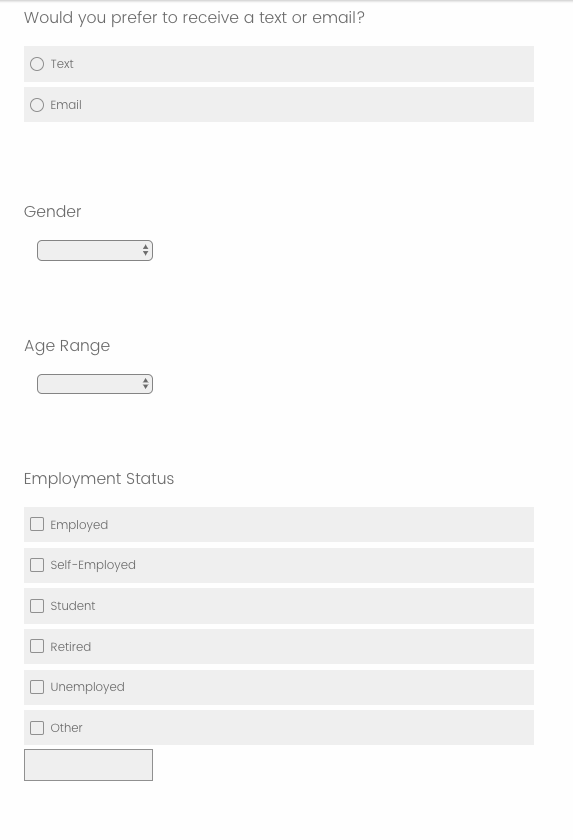 Would you prefer to receive a text or email?
Text
Email
Gender
Age Range
Employment Status
Employed
Self-Employed
Student
Retired
Unemployed
Other